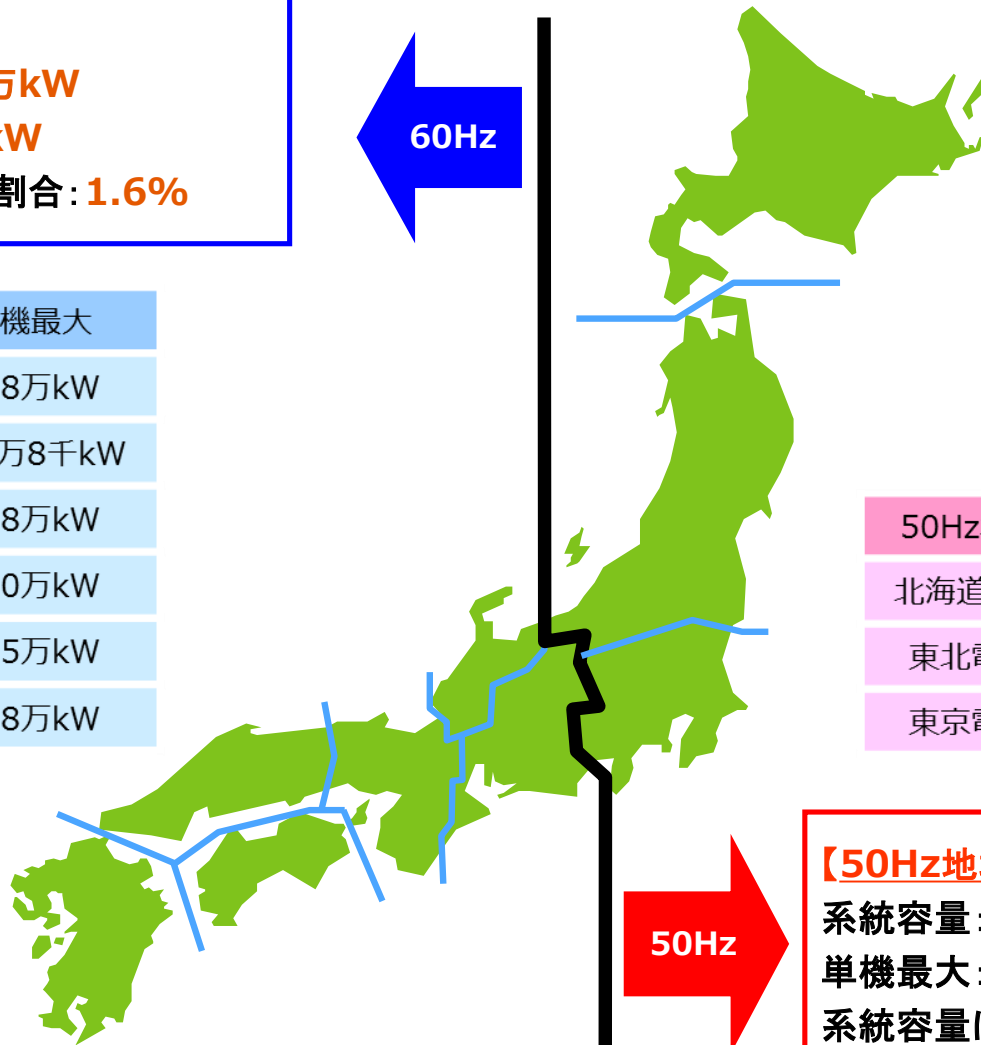 万kW
kW
割合：1.6%
60Hz
機最大
8万kW
万8千kW
8万kW
0万kW
5万kW
8万kW
50Hz
北海道
東北
東京
【50Hz地
系統容量：
単機最大：
系統容量に
50Hz